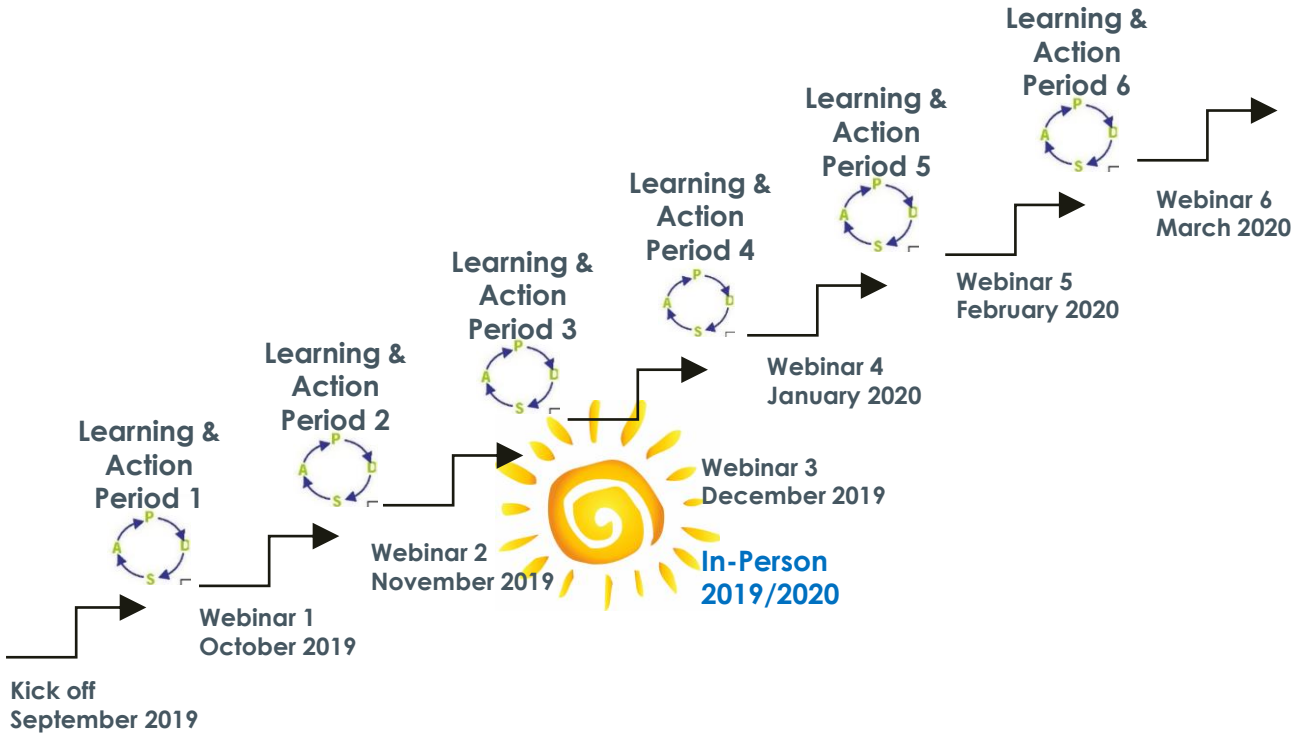 Learning &
Action
Period 6
P
A
D
S
Learning &
Action
Period 5
P
A
D
S
Webinar 6
March 2020
Learning &
Action
Period 4
P
A
D
S
Webinar 5
February 2020
Learning &
Action
Period 3
P
A
D
S
Webinar 4
January 2020
Learning &
Action
Period 2
P
A
D
S
Webinar 3
December 2019
Learning &
Action
Period 1
P
A
D
S
Webinar 2
November 2019
In-Person
2019/2020
Webinar 1
October 2019
Kick off
September 2019